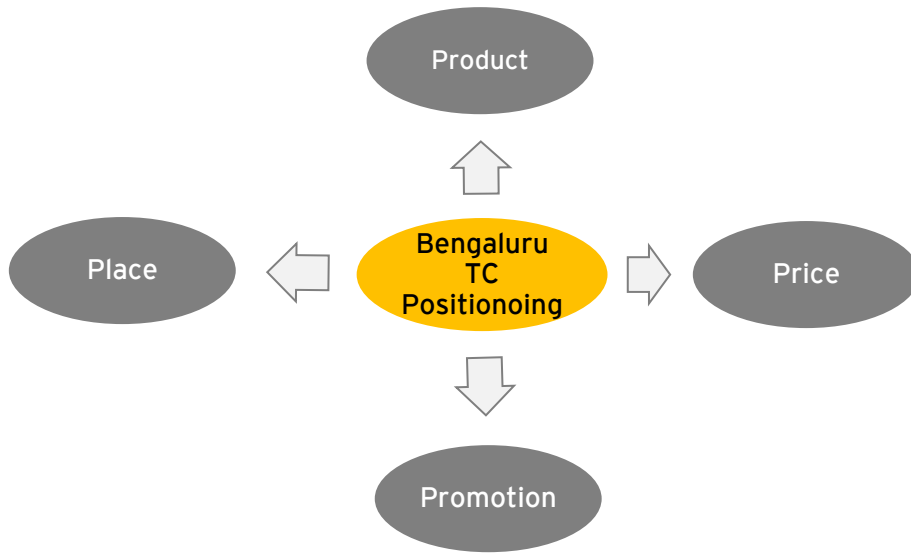 Product
Place
Bengaluru
TC
Positionoing
Price
Promotion